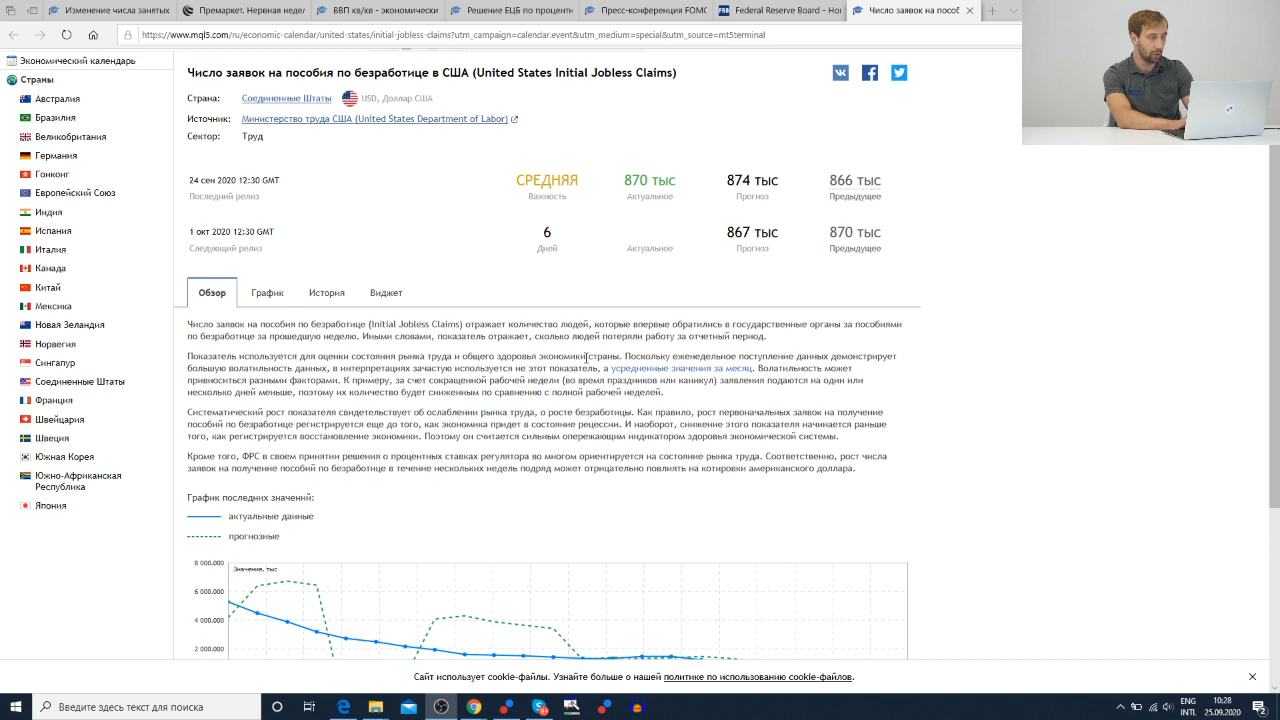 Изменение числа занятых
ЕЦБ
ВВП кв/кв - экономический
Решение ЕЦБ по процентной
FRB
Протокол заседания FOMC
Пресс-конференция FOMC
Число заявок на пособия
https://www.mql5.com/ru/economic-calendar/united-states/initial-jobless-claims?utm_campaign=calendar.event&utm_medium=special&utm_source=mt5terminal
Экономический календарь
Страны
Австралия
Бразилия
Великобритания
Германия
Гонконг
Европейский Союз
Индия
Испания
Италия
Канада
Китай
Мексика
Новая Зеландия
Норвегия
Сингапур
Соединенные Штаты
Франция
Швейцария
Швеция
Южная Корея
Южно-Африканская
Республика
Япония
Число заявок на пособия по безработице в США (United States Initial Jobless Claims)
Страна: Соединенные Штаты USD, Доллар США
Источник: Министерство труда США (United States Department of Labor)
Сектор: Труд
24 сен 2020 12:30 GMT СРЕДНЯЯ 870 тыс 874 тыс 866 тыс
Последний релиз Важность Актуальное Прогноз Предыдущее
1 окт 2020 12:30 GMT 6 867 тыс 870 тыс
Следующий релиз Дней Актуальное Прогноз Предыдущее
Обзор График История Виджет
Число заявок на пособия по безработице (Initial Jobless Claims) отражает количество людей, которые впервые обратились в государственные органы за пособиями
по безработице за прошедшую неделю. Иными словами, показатель отражает, сколько людей потеряли работу за отчетный период.
Показатель используется для оценки состояния рынка труда и общего здоровья экономики страны. Поскольку еженедельное поступление данных демонстрирует
большую волатильность данных, в интерпретациях зачастую используется не этот показатель, а усредненные значения за месяц. Волатильность может
привноситься разными факторами. К примеру, за счет сокращенной рабочей недели (во время праздников или каникул) заявления подаются на один или
несколько дней меньше, поэтому их количество будет сниженным по сравнению с полной рабочей неделей.
Систематический рост показателя свидетельствует об ослаблении рынка труда, о росте безработицы. Как правило, рост первоначальных заявок на получение
пособий по безработице регистрируется еще до того, как экономика придет в состояние рецессии. И наоборот, снижение этого показателя начинается раньше
того, как регистрируется восстановление экономики. Поэтому он считается сильным опережающим индикатором здоровья экономической системы.
Кроме того, ФРС в своем принятии решения о процентных ставках регулятора во многом ориентируется на состояние рынка труда. Соответственно, рост числа
заявок на получение пособий по безработице в течение нескольких недель подряд может отрицательно повлиять на котировки американского доллара.
График последних значений:
актуальные данные
прогнозные
Значение, тыс
8 000.000
6 000.000
4 000.000
2 000.000
Сайт использует cookie-файлы. Узнайте больше о нашей политике по использованию cookie-файлов.
Введите здесь текст для поиска
ENG
INTL
10:28
25.09.2020
2